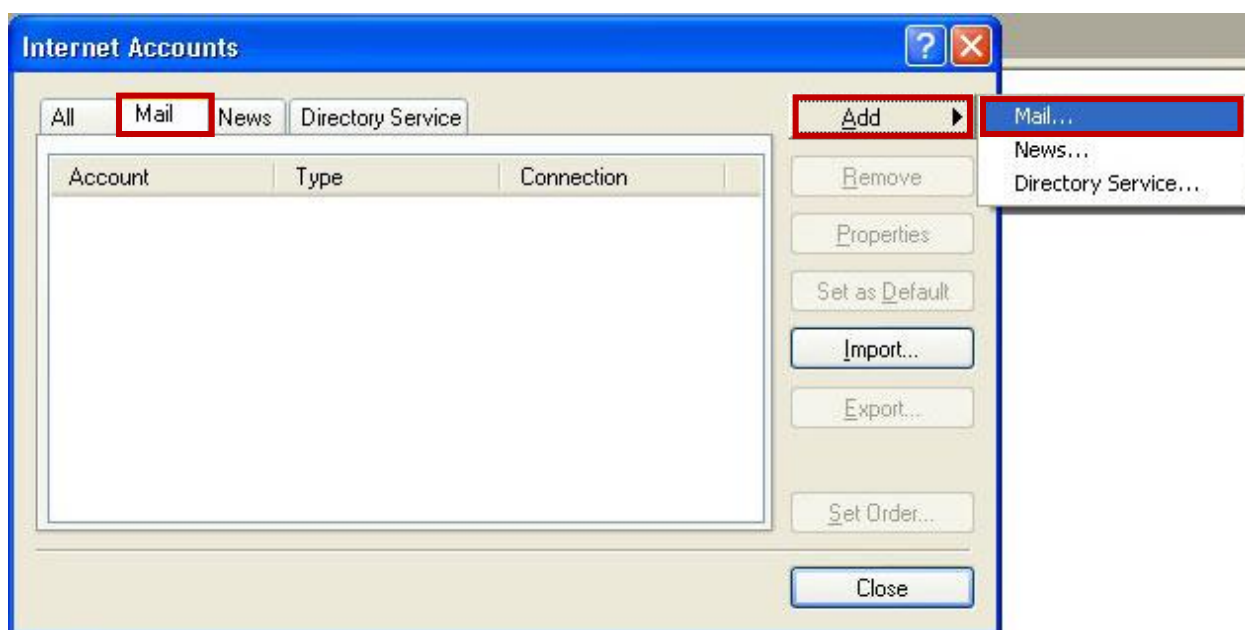 Internet Accounts
All Mail News Directory Service
Account Type Connection
Add
Remove
Properties
Set as Default
Import...
Export...
Set Order...
Close
Mail...
News...
Directory Service...